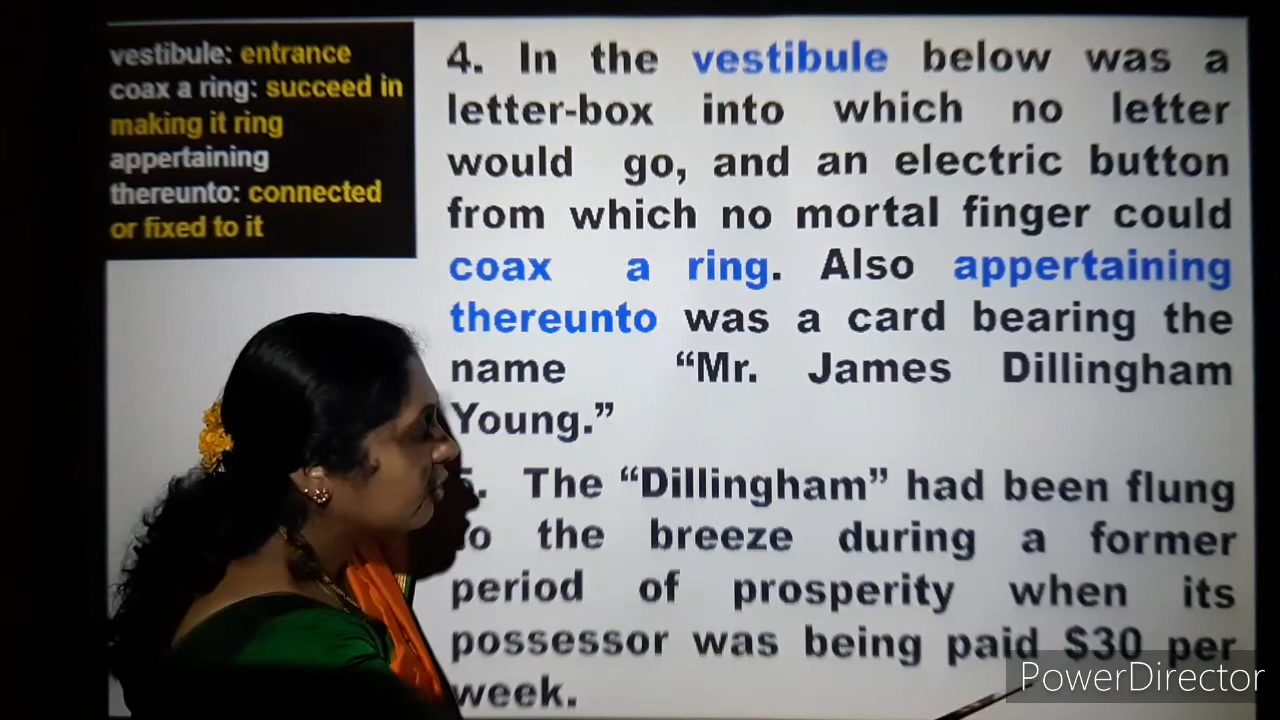 vestibule: entrance
coax a ring: succeed in
making it ring
appertaining
thereunto: connected
or fixed to it
4. In the vestibule below was a
letter-box into which no letter
would go, and an electric button
from which no mortal finger could
coax a ring. Also appertaining
thereunto was a card bearing the
name “Mr. James Dillingham
Young.”
5. The “Dillingham” had been flung
to the breeze during a former
period of prosperity when its
possessor was being paid $30 per
week.
PowerDirector